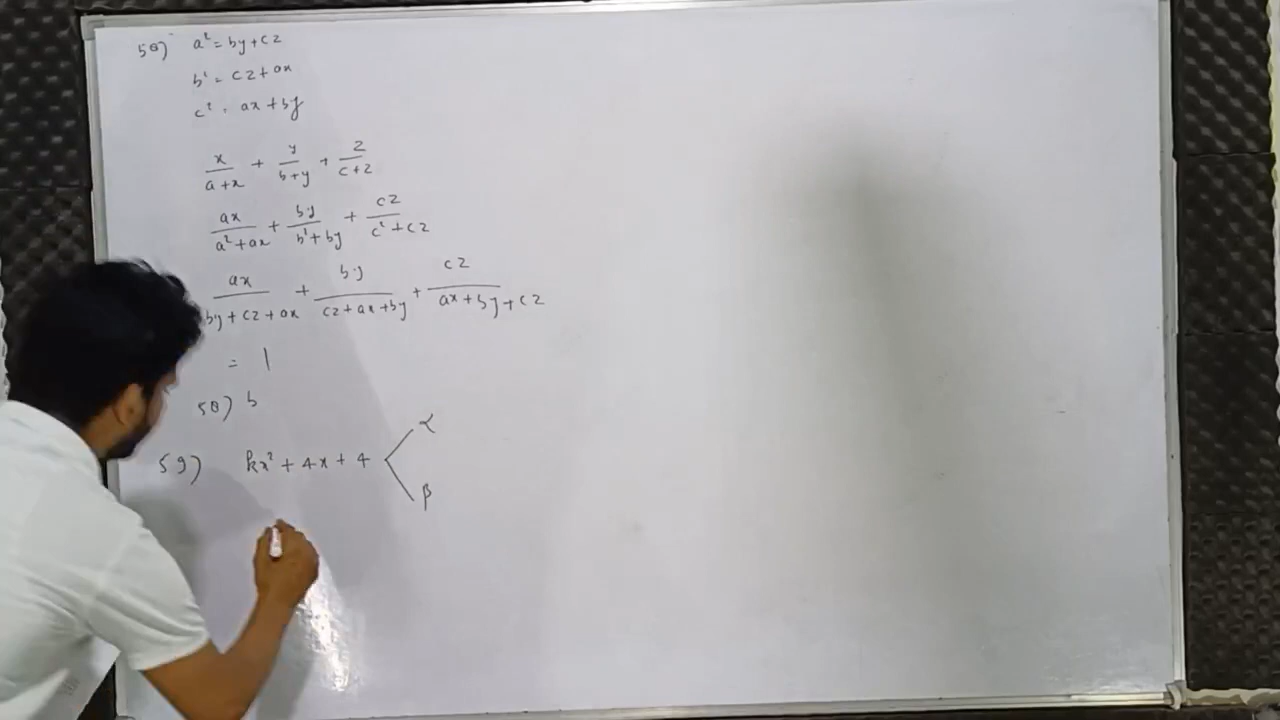 58) a² = by + cz
b² = cz + ax
c² = ax + by
x/(a+x) + y/(b+y) + z/(c+z)
ax/(a²+ax) + by/(b²+by) + cz/(c²+cz)
ax/(by+cz+ax) + by/(cz+ax+by) + cz/(ax+by+cz)
= 1
58) b
59) kx² + 4x + 4 < α
β